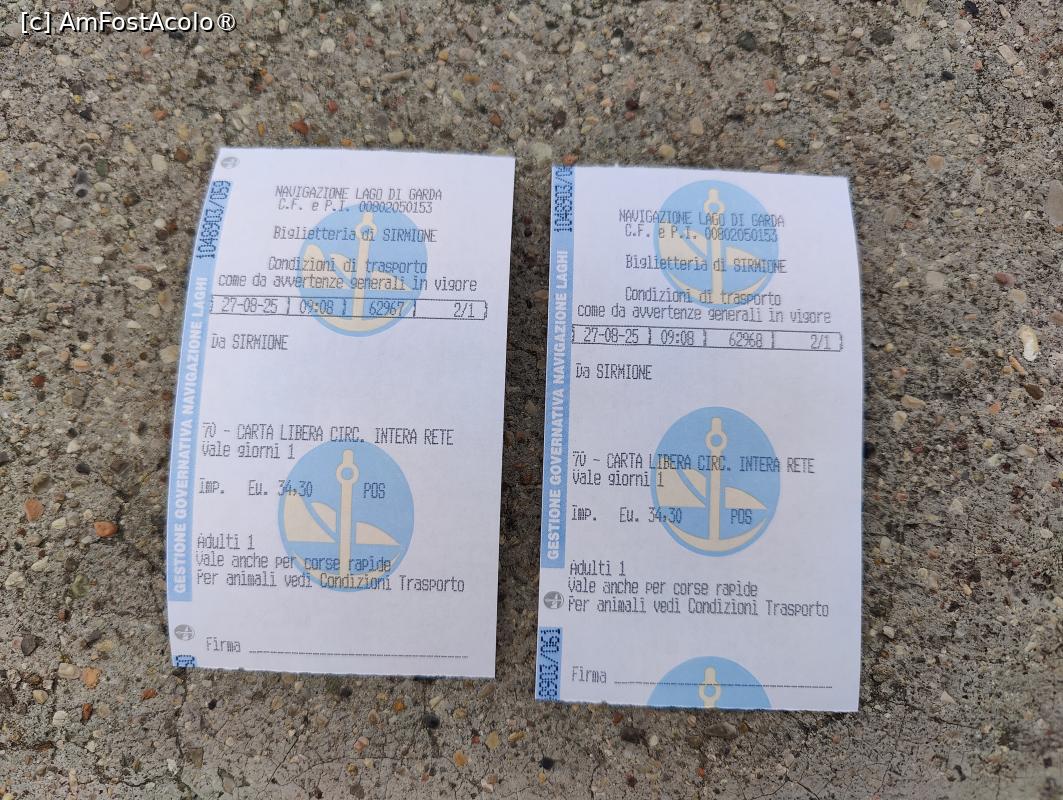 [c] AmFostAcolo®
1046903/059
GESTIONE GOVERNATIVA NAVIGAZIONE LAGHI
NAVIGAZIONE LAGO DI GARDA
C.F. e P.I. 00802050153
Biglietteria di SIRMIONE
Condizioni di trasporto
come da avvertenze generali in vigore
27-08-25 | 09:08 | 62967 | 2/1
Da SIRMIONE
70 - CARTA LIBERA CIRC. INTERA RETE
Vale giorni 1
Imp. Eu. 34,30 POS
Adulti 1
Vale anche per corse rapide
Per animali vedi Condizioni Trasporto
Firma
GESTIONE GOVERNATIVA NAVIGAZIONE LAGHI
8903/061
NAVIGAZIONE LAGO DI GARDA
C.F. e P.I. 00802050153
Biglietteria di SIRMIONE
Condizioni di trasporto
come da avvertenze generali in vigore
27-08-25 | 09:08 | 62968 | 2/1
Da SIRMIONE
70 - CARTA LIBERA CIRC. INTERA RETE
Vale giorni 1
Imp. Eu. 34,30 POS
Adulti 1
Vale anche per corse rapide
Per animali vedi Condizioni Trasporto
Firma